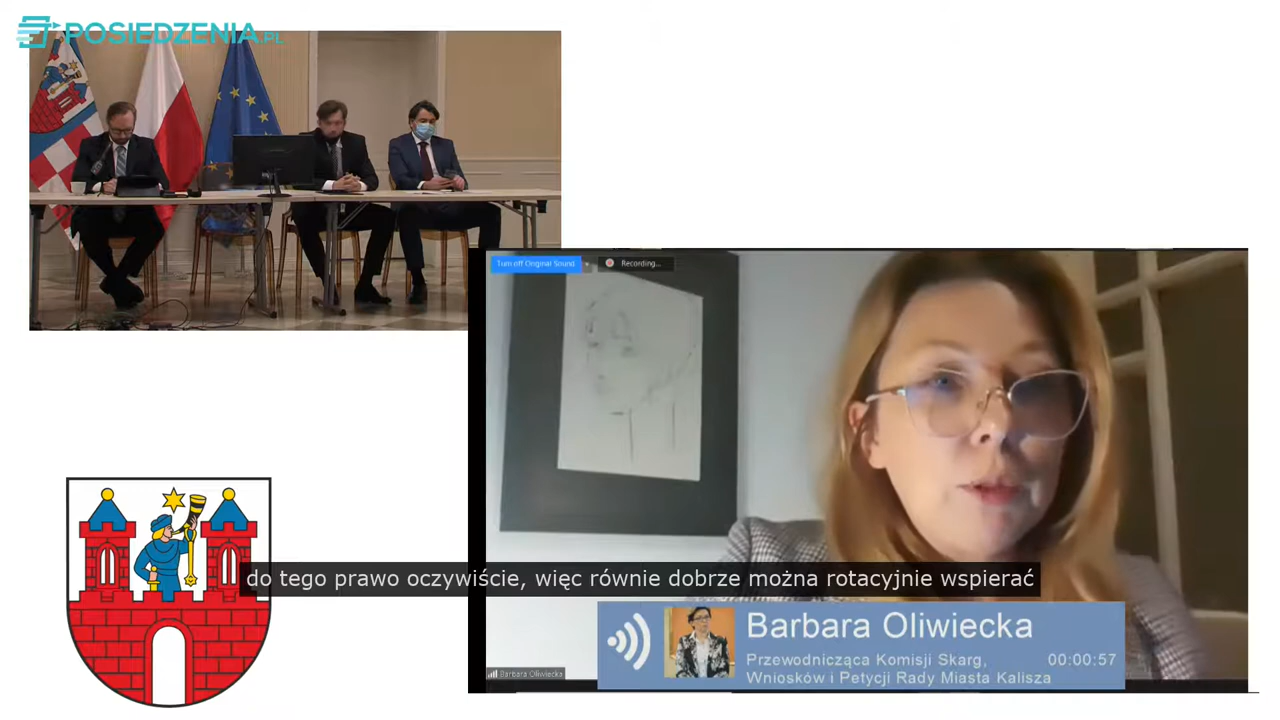 POSIEDZENIA.PL
Turn off Original Sound
Recording...
do tego prawo oczywiście, więc równie dobrze można rotacyjnie wspierać
Barbara Oliwiecka
Przewodnicząca Komisji Skarg, 00:00:57
Wniosków i Petycji Rady Miasta Kalisza
Barbara Oliwiecka